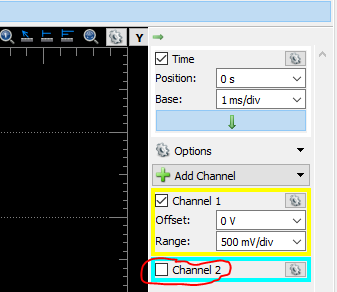 1
Y
Time
Position: 0 s
Base: 1 ms/div
Options
Add Channel
Channel 1
Offset: 0 V
Range: 500 mV/div
Channel 2